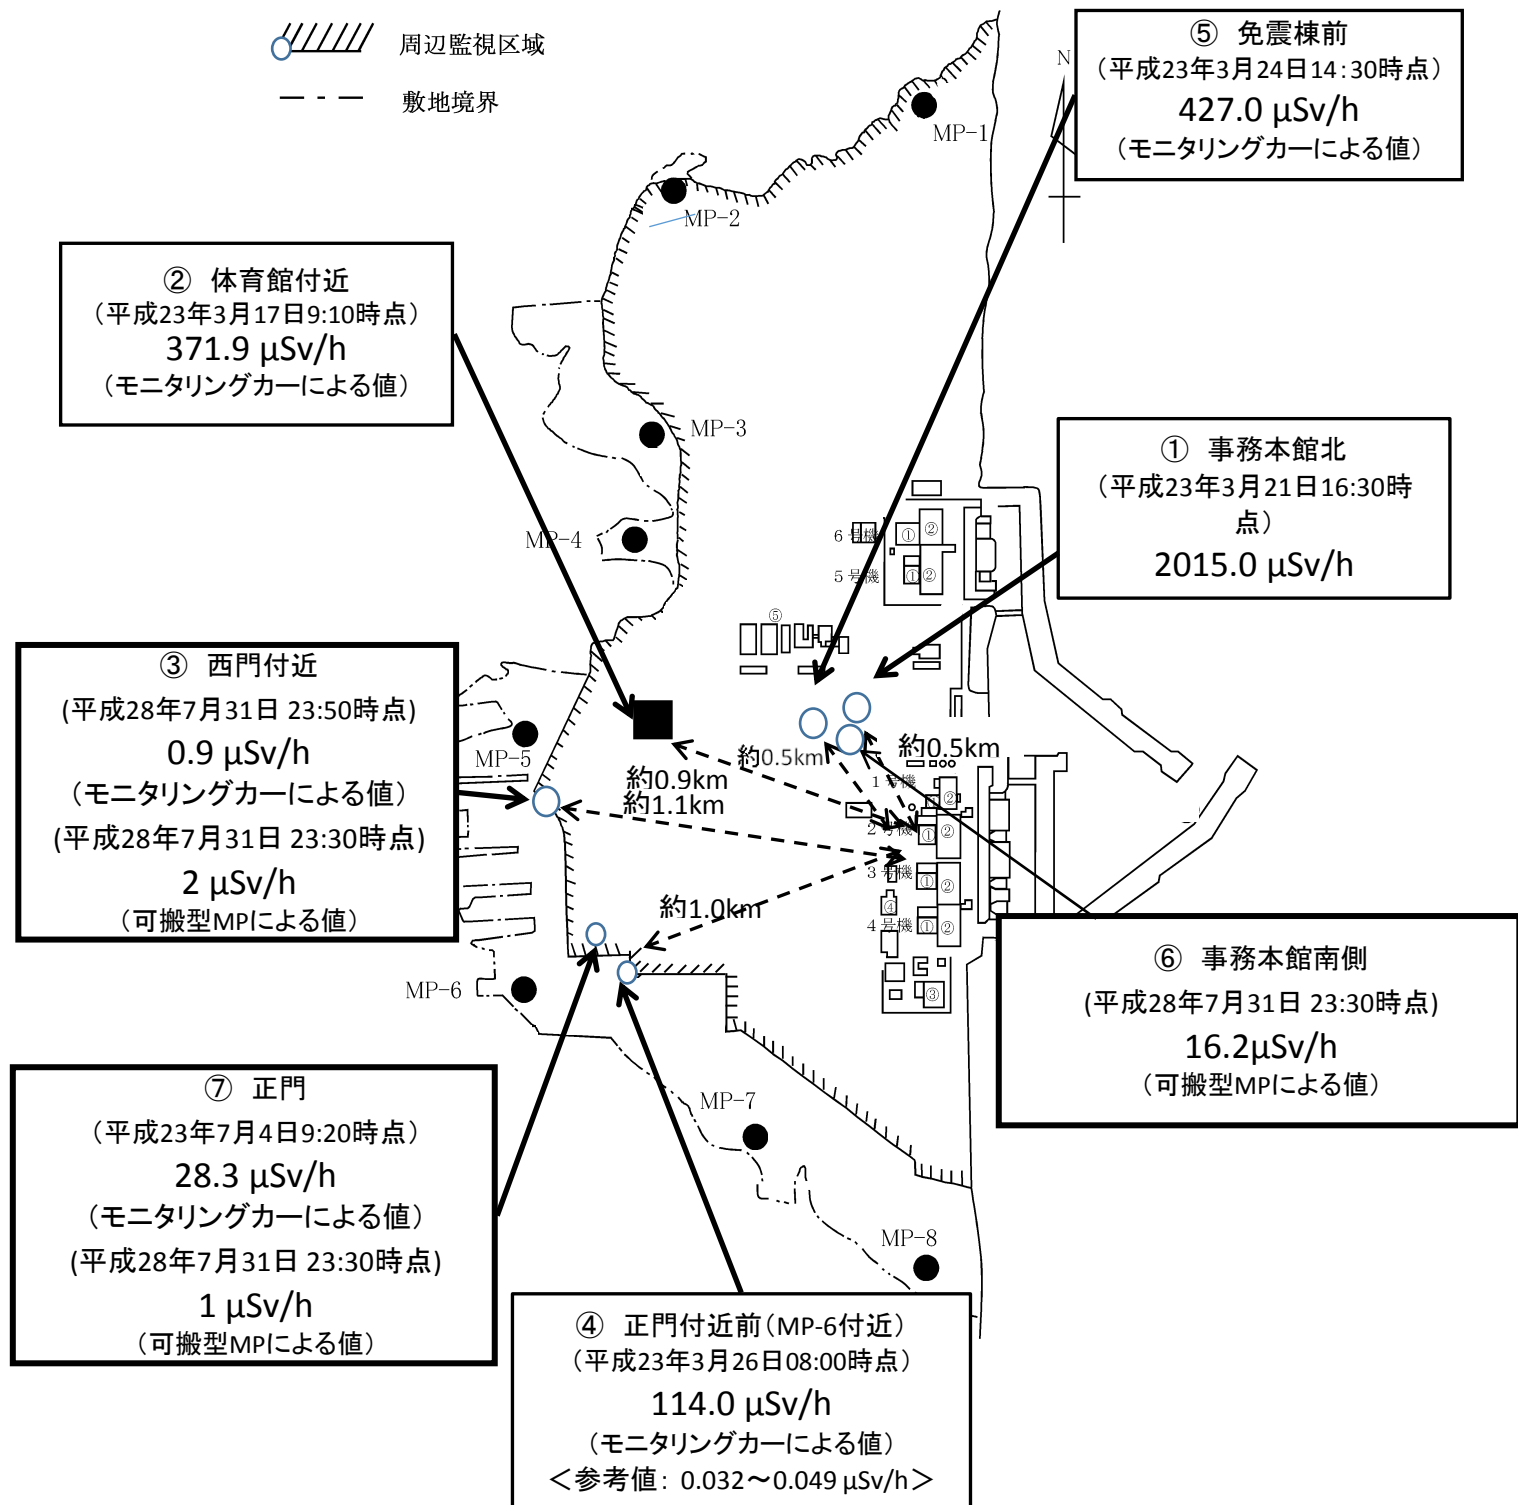 周辺監視区域
敷地境界
⑤ 免震棟前
（平成23年3月24日14:30時点）
427.0 μSv/h
（モニタリングカーによる値）
N
MP-1
MP-2
② 体育館付近
（平成23年3月17日9:10時点）
371.9 μSv/h
（モニタリングカーによる値）
MP-3
① 事務本館北
（平成23年3月21日16:30時
点）
2015.0 μSv/h
MP-4
6号機
①
②
5号機
①
②
⑤
③ 西門付近
(平成28年7月31日 23:50時点)
0.9 μSv/h
（モニタリングカーによる値）
(平成28年7月31日 23:30時点)
2 μSv/h
（可搬型MPによる値）
MP-5
約0.5km
約0.5km
約0.9km
約1.1km
1号機
①
②
2号機
①
②
3号機
①
②
約1.0km
④
4号機
①
②
MP-6
③
⑥ 事務本館南側
(平成28年7月31日 23:30時点)
16.2μSv/h
（可搬型MPによる値）
⑦ 正門
（平成23年7月4日9:20時点）
28.3 μSv/h
（モニタリングカーによる値）
(平成28年7月31日 23:30時点)
1 μSv/h
（可搬型MPによる値）
MP-7
MP-8
④ 正門付近前（MP-6付近）
（平成23年3月26日08:00時点）
114.0 μSv/h
（モニタリングカーによる値）
＜参考値: 0.032～0.049 μSv/h＞